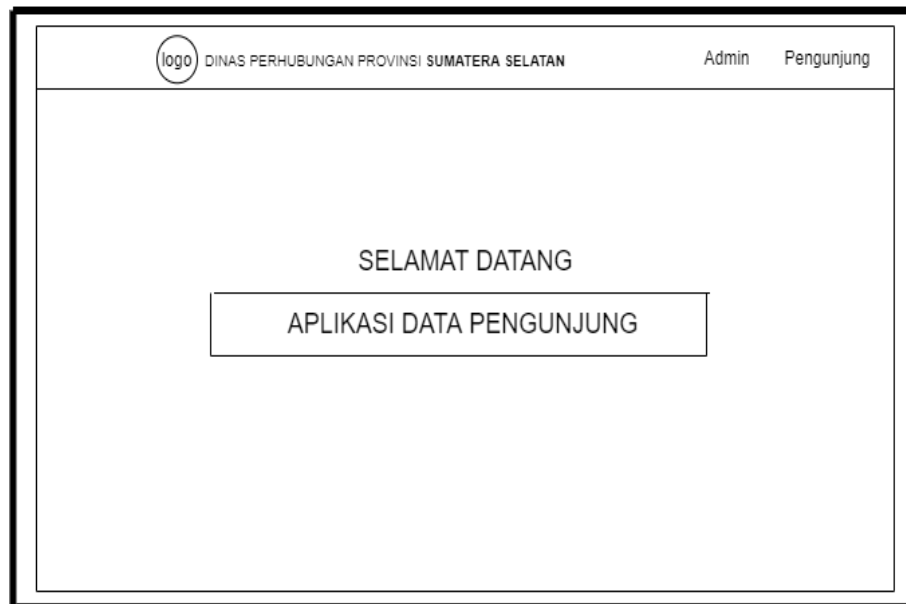 logo DINAS PERHUBUNGAN PROVINSI SUMATERA SELATAN Admin Pengunjung
SELAMAT DATANG
APLIKASI DATA PENGUNJUNG